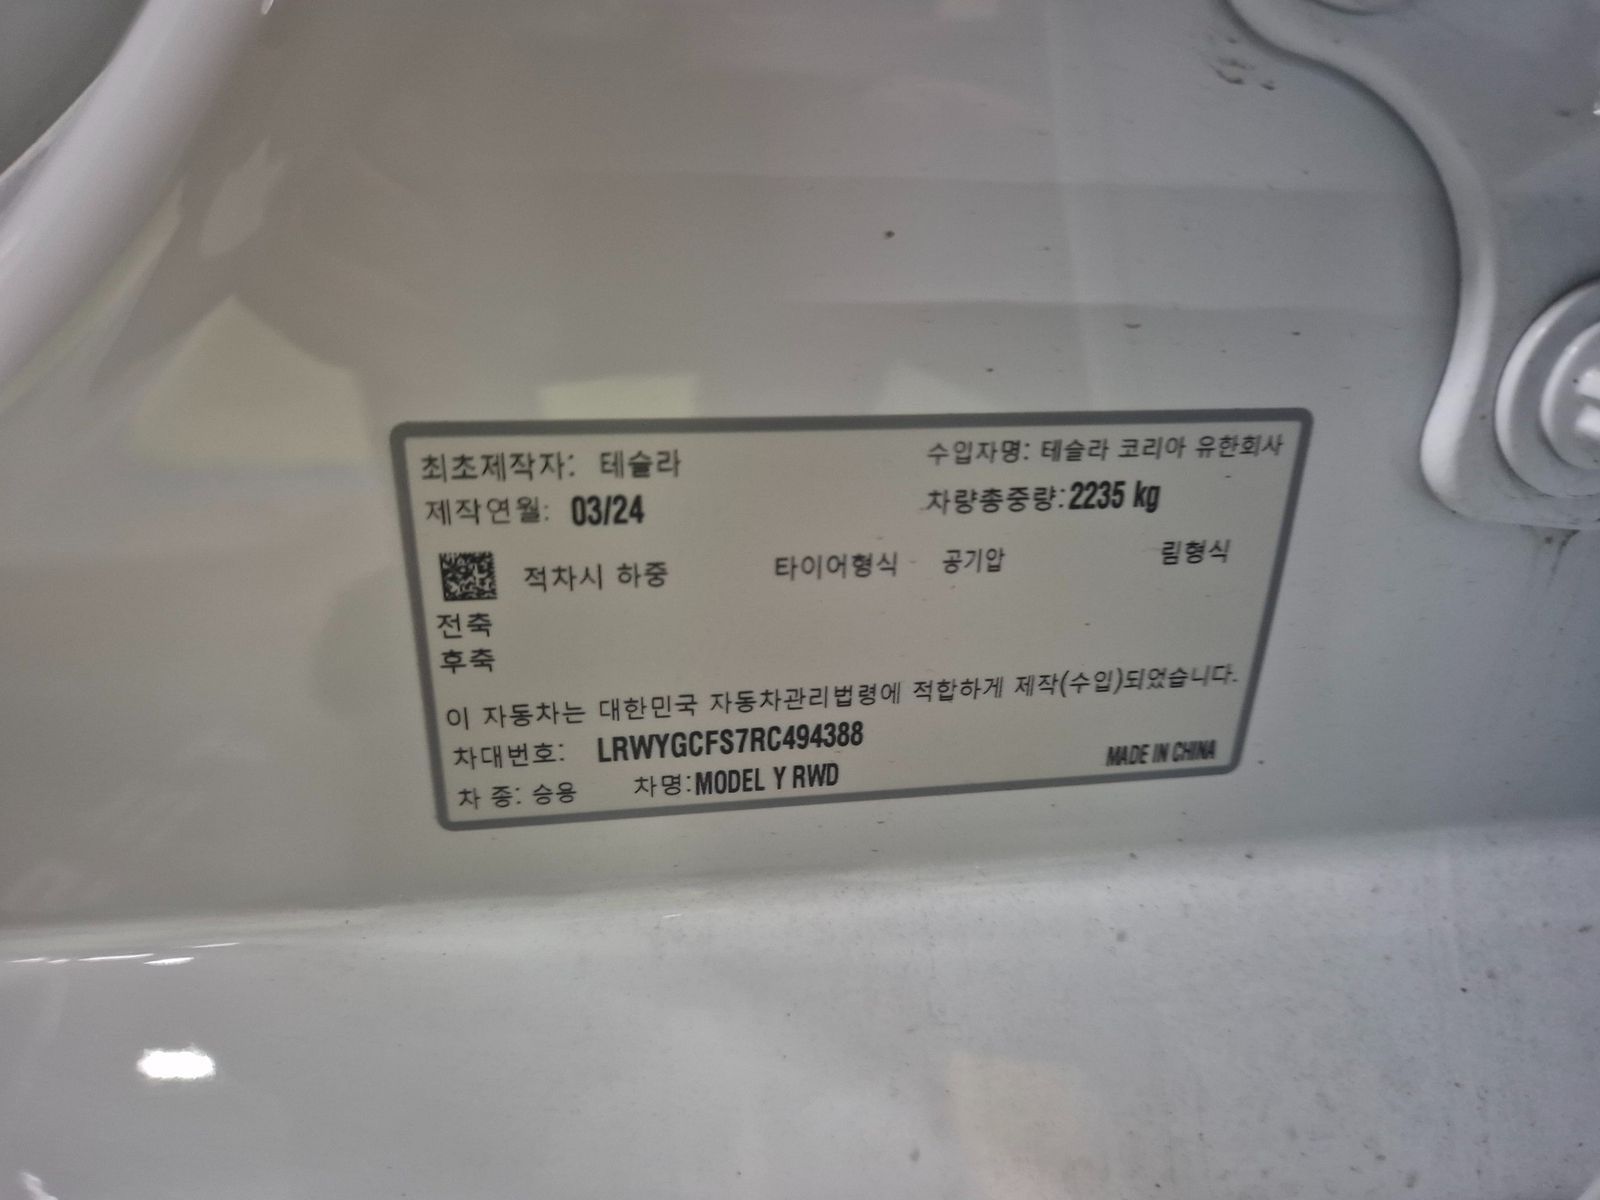 최초제작자: 테슬라
수입자명: 테슬라 코리아 유한회사
제작연월: 03/24
차량총중량: 2235 kg
적차시 하중 타이어형식 공기압 림형식
전축
후축
이 자동차는 대한민국 자동차관리법령에 적합하게 제작(수입)되었습니다.
차대번호: LRWYGCFS7RC494388
차 종: 승용 차명: MODEL Y RWD
MADE IN CHINA